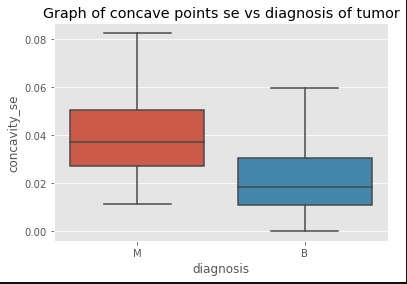 Graph of concave points se vs diagnosis of tumor
0.08
0.06
0.04
0.02
0.00
concavity_se
M
B
diagnosis